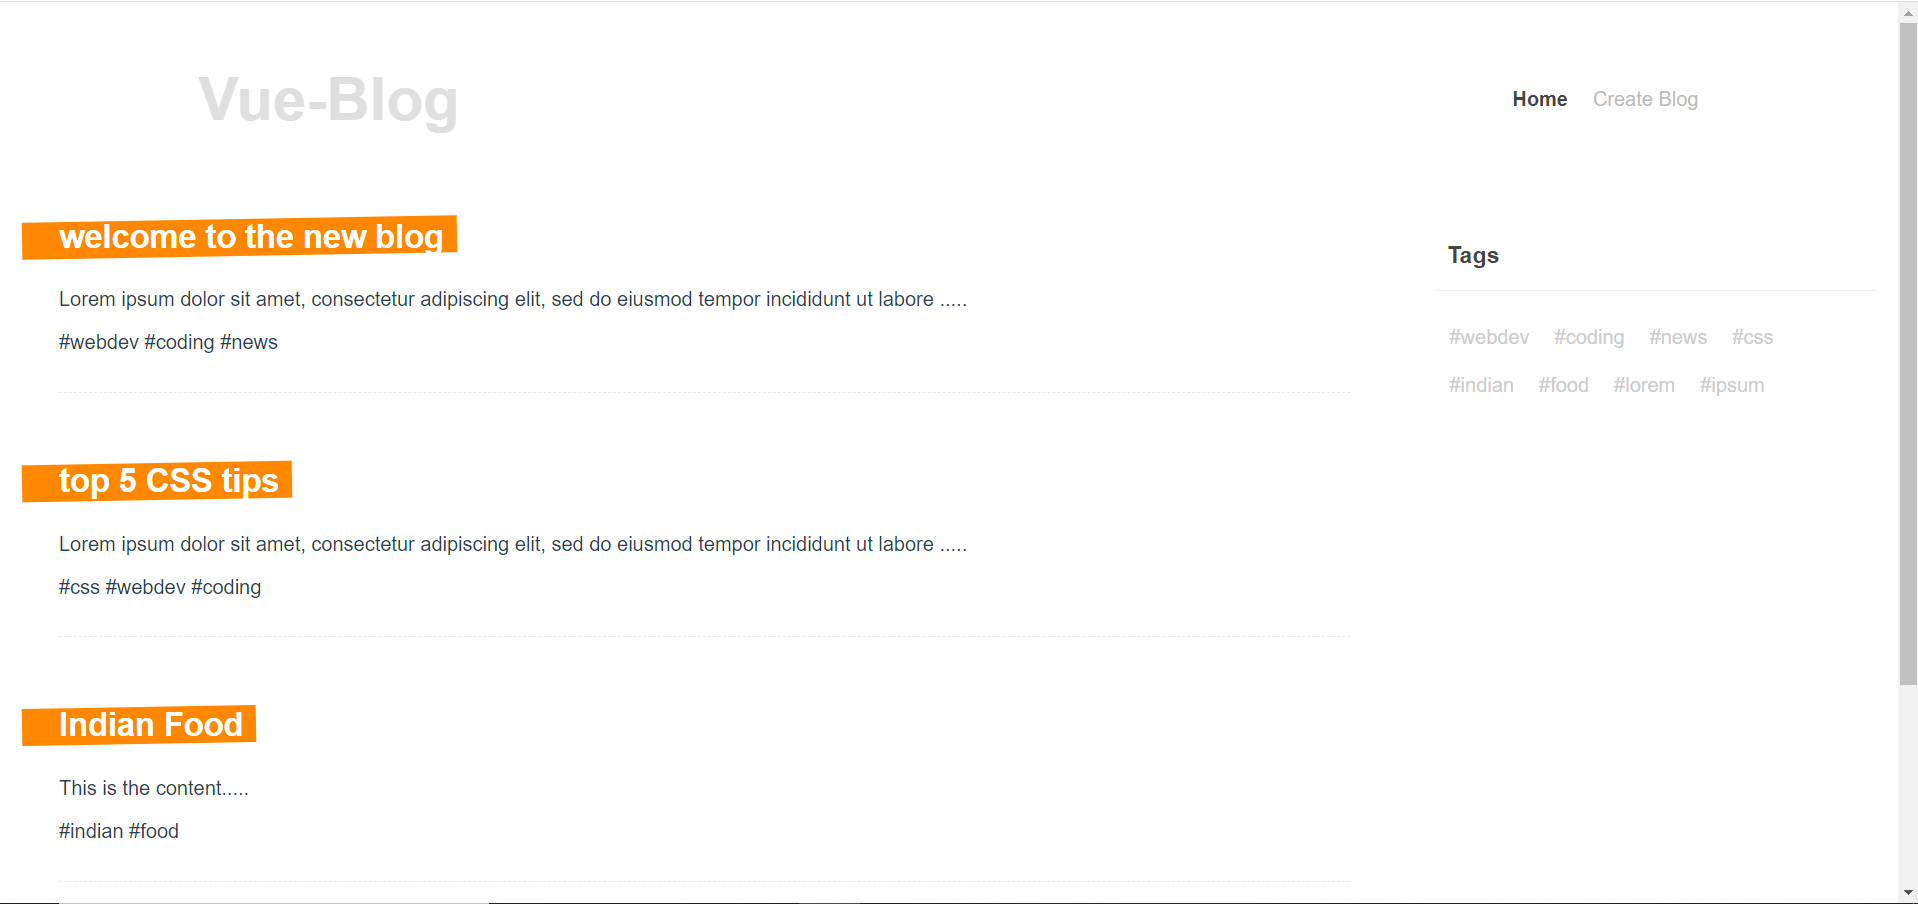 Vue-Blog
Home Create Blog
welcome to the new blog
Lorem ipsum dolor sit amet, consectetur adipiscing elit, sed do eiusmod tempor incididunt ut labore .....
#webdev #coding #news
top 5 CSS tips
Lorem ipsum dolor sit amet, consectetur adipiscing elit, sed do eiusmod tempor incididunt ut labore .....
#css #webdev #coding
Indian Food
This is the content.....
#indian #food
Tags
#webdev #coding #news #css
#indian #food #lorem #ipsum